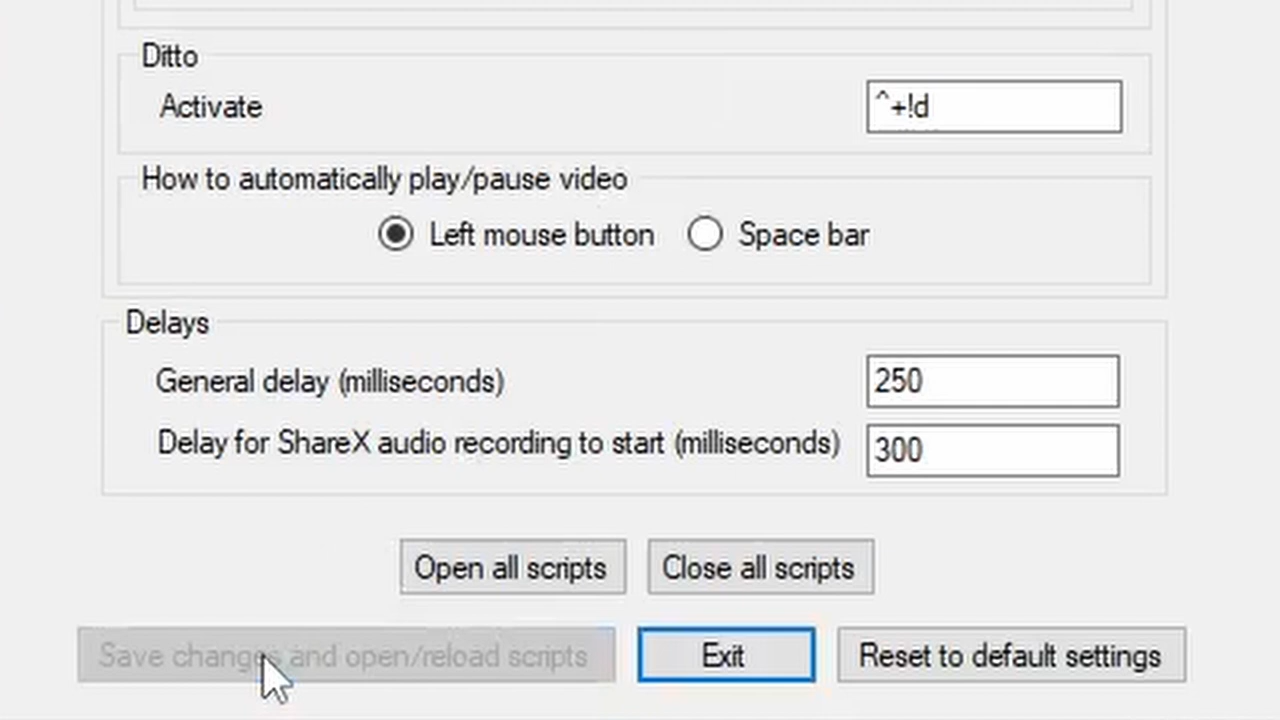 Ditto
Activate
^+!d
How to automatically play/pause video
Left mouse button
Space bar
Delays
General delay (milliseconds)
250
Delay for ShareX audio recording to start (milliseconds)
300
Open all scripts
Close all scripts
Save changes and open/reload scripts
Exit
Reset to default settings